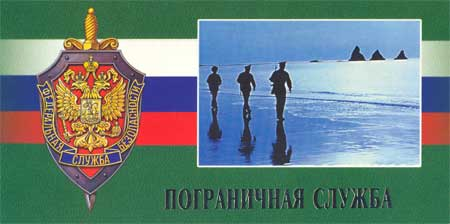 ФЕДЕРАЛЬНАЯ
СЛУЖБА
БЕЗОПАСНОСТИ
ПОГРАНИЧНАЯ СЛУЖБА